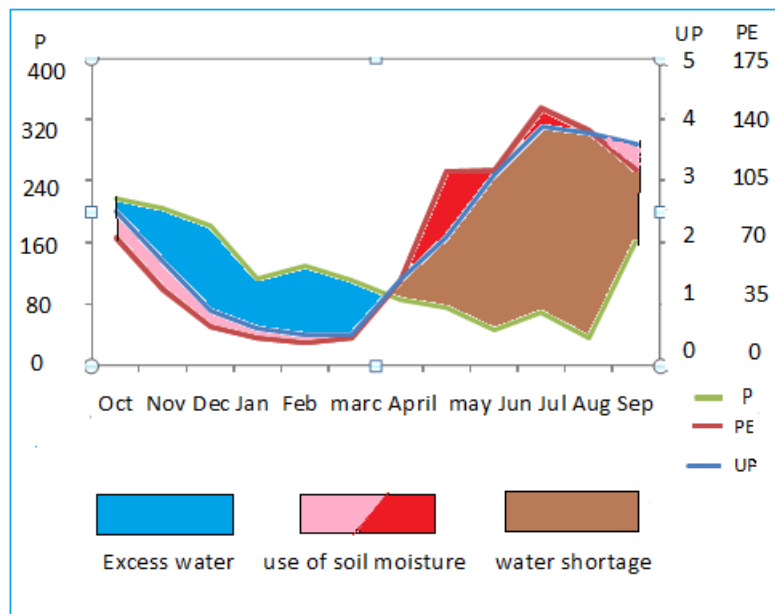 P
UP
PE
400
5
175
320
4
140
240
3
105
160
2
70
80
1
35
0
0
0
Oct Nov Dec Jan Feb marc April may Jun Jul Aug Sep
P
PE
UP
Excess water use of soil moisture water shortage